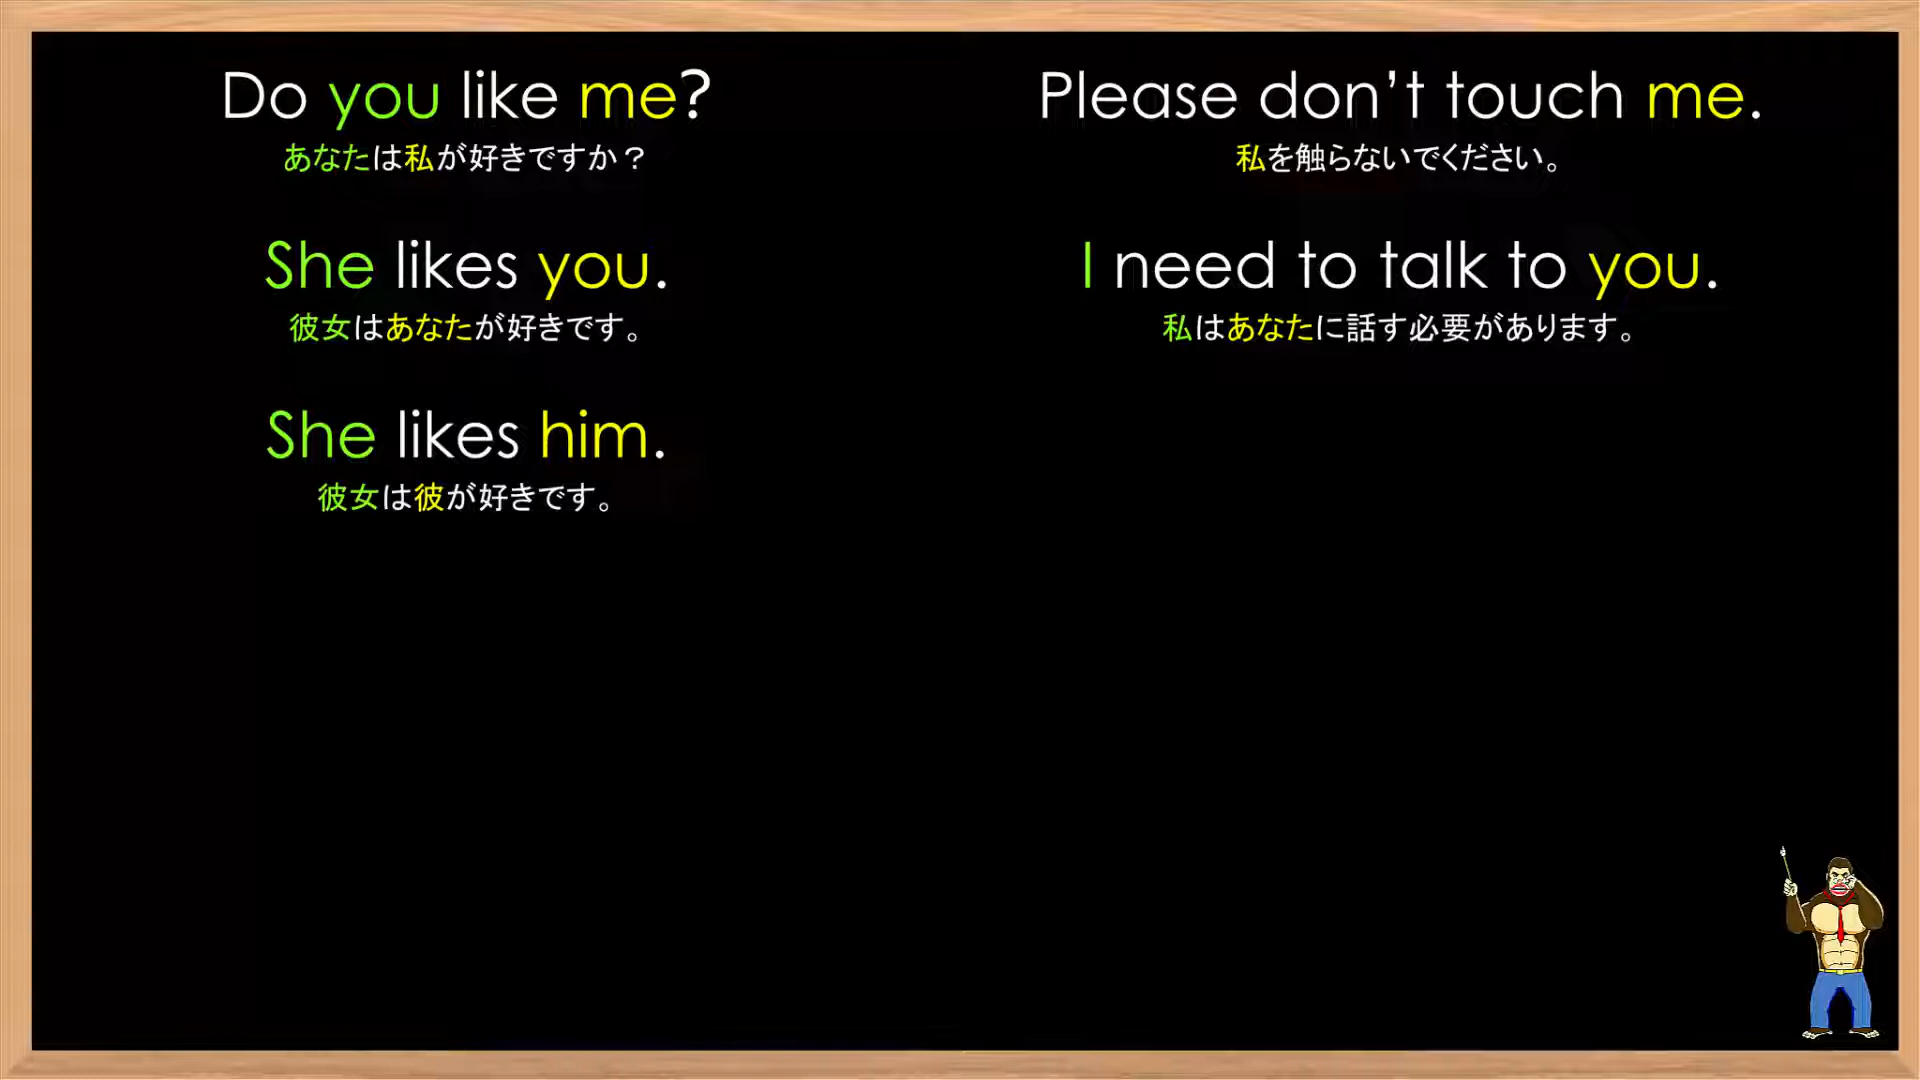 Do you like me?
あなたは私が好きですか？
She likes you.
彼女はあなたが好きです。
She likes him.
彼女は彼が好きです。
Please don’t touch me.
私を触らないでください。
I need to talk to you.
私はあなたに話す必要があります。